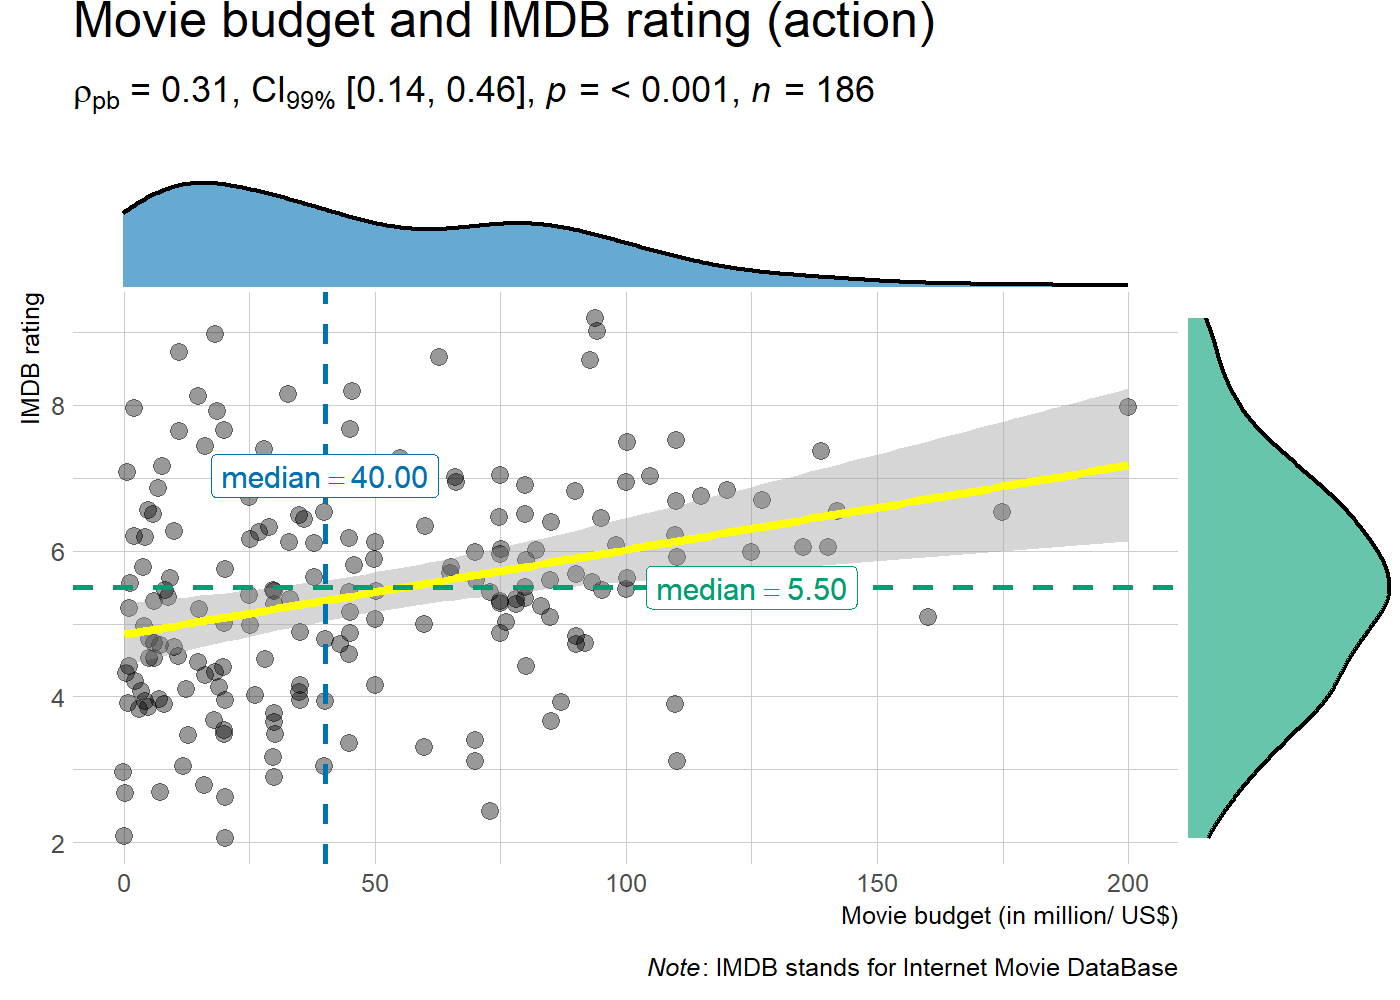 Movie budget and IMDB rating (action)
ρpb = 0.31, CI99% [0.14, 0.46], p = < 0.001, n = 186
IMDB rating
8
6
4
2
median = 40.00
median = 5.50
0 50 100 150 200
Movie budget (in million/ US$)
Note: IMDB stands for Internet Movie DataBase